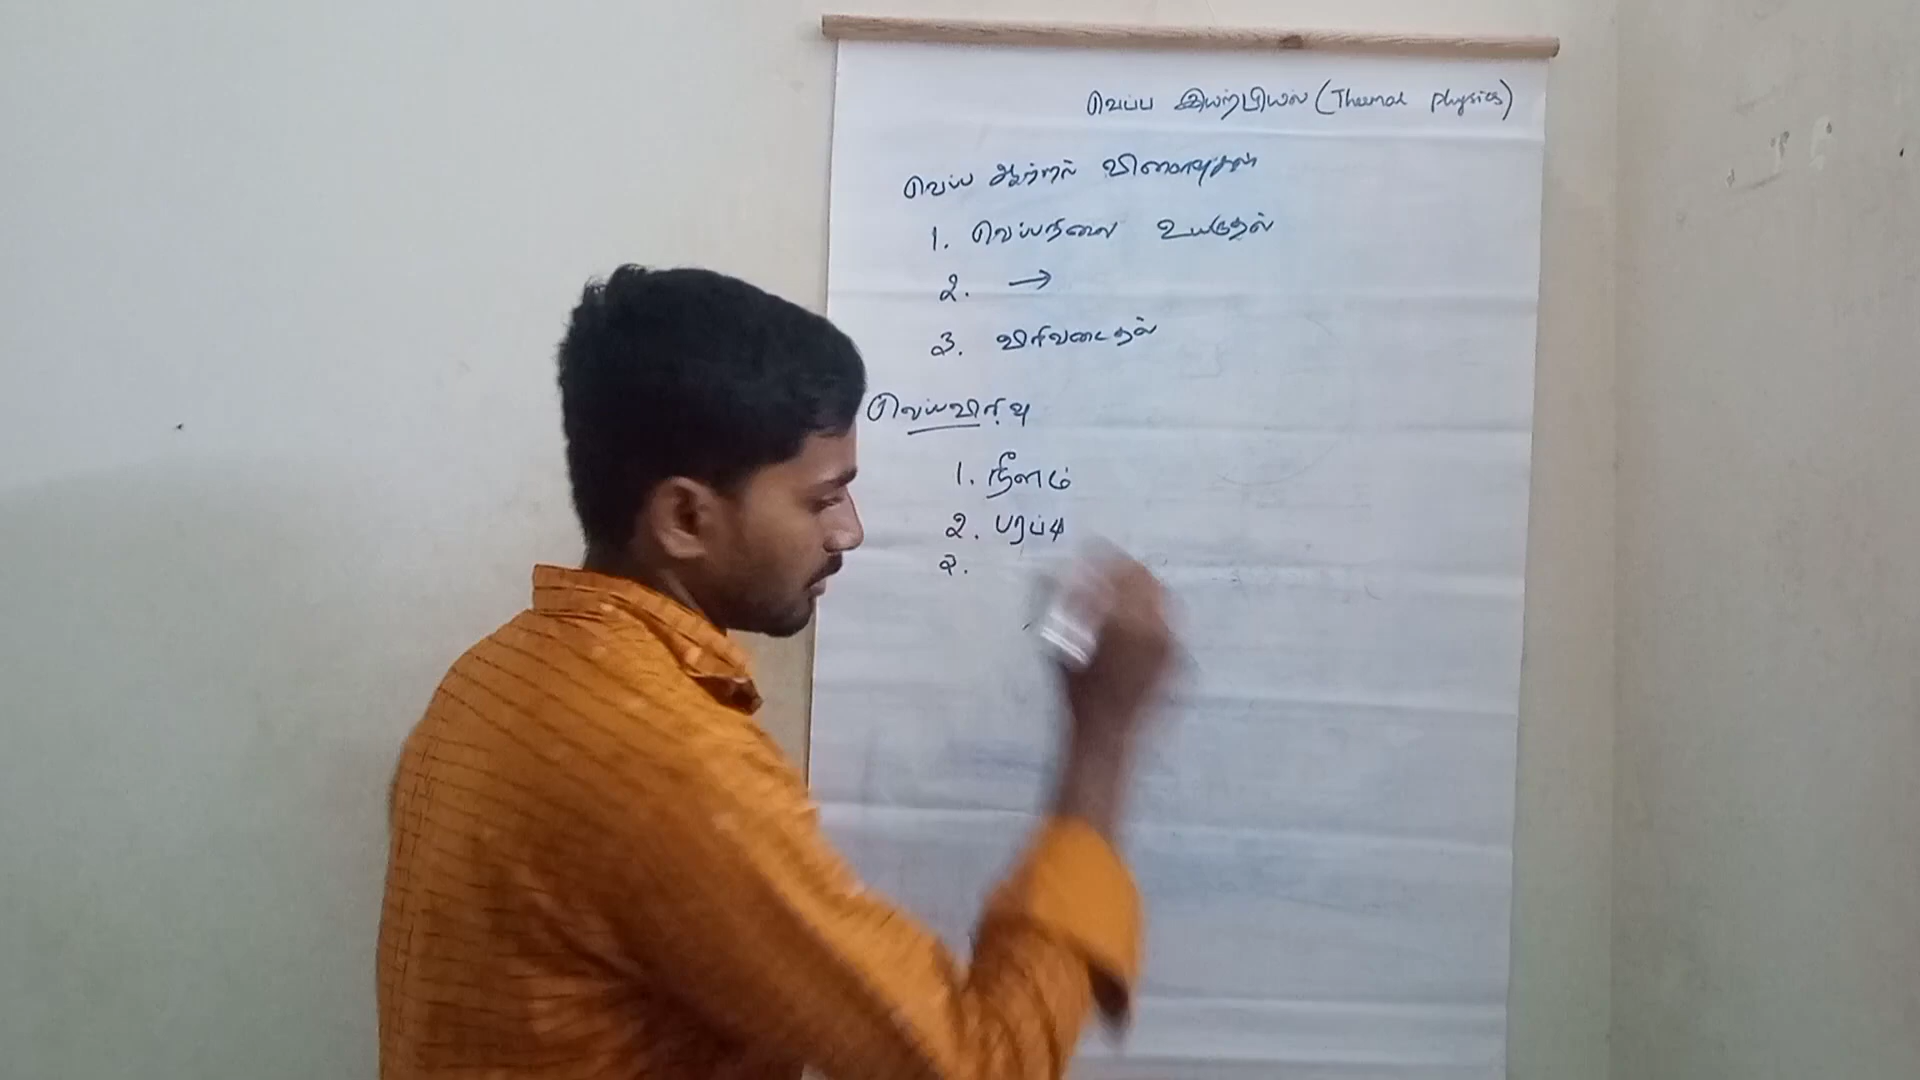 வெப்ப இயற்பியல் (Thermal physics)
வெப்ப ஆற்றல் விளைவுகள்
1. வெப்பநிலை உயருதல்
2. →
3. விரிவடைதல்
வெப்பவிரிவு
1. நீளம்
2. பரப்பு
2.